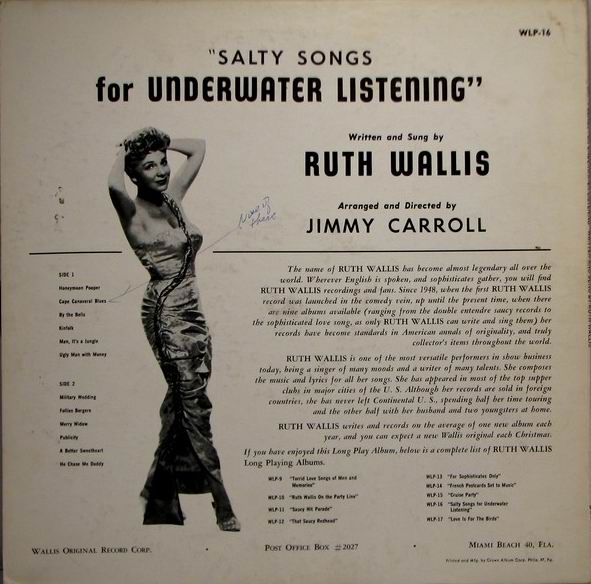 WLP-16
"SALTY SONGS
for UNDERWATER LISTENING"
Written and Sung by
RUTH WALLIS
Arranged and Directed by
JIMMY CARROLL
SIDE 1
Honeymoon Pooper
Cape Canaveral Blues
By the Bells
Kinfolk
Man, It's a Jungle
Ugly Man with Money
SIDE 2
Military Wedding
Follies Bergere
Merry Widow
Publicity
A Better Sweetheart
He Chase Me Daddy
The name of RUTH WALLIS has become almost legendary all over the
world. Wherever English is spoken, and sophisticates gather, you will find
RUTH WALLIS recordings and fans. Since 1948, when the first RUTH WALLIS
record was launched in the comedy vein, up until the present time, when there
are nine albums available (ranging from the double entendre saucy records to
the sophisticated love song, as only RUTH WALLIS can write and sing them) her
records have become standards in American annals of originality, and truly
collector's items throughout the world.
RUTH WALLIS is one of the most versatile performers in show business
today, being a singer of many moods and a writer of many talents. She composes
the music and lyrics for all her songs. She has appeared in most of the top supper
clubs in major cities of the U. S. Although her records are sold in foreign
countries, she has never left Continental U. S., spending half her time touring
and the other half with her husband and two youngsters at home.
RUTH WALLIS writes and records on the average of one new album each
year, and you can expect a new Wallis original each Christmas.
If you have enjoyed this Long Play Album, below is a complete list of RUTH WALLIS
Long Playing Albums.
WLP-9 "Torrid Love Songs of Men and
Memories"
WLP-10 "Ruth Wallis On the Party Line"
WLP-11 "Saucy Hit Parade"
WLP-12 "That Saucy Redhead"
WLP-13 "For Sophisticates Only"
WLP-14 "French Postcards Set to Music"
WLP-15 "Cruise Party"
WLP-16 "Salty Songs for Underwater
Listening"
WLP-17 "Love Is For The Birds"
WALLIS ORIGINAL RECORD CORP. • POST OFFICE BOX #2027 • MIAMI BEACH 40, FLA.
Printed and Mfg. by Crown Album Corp. Phila. 47, Pa.